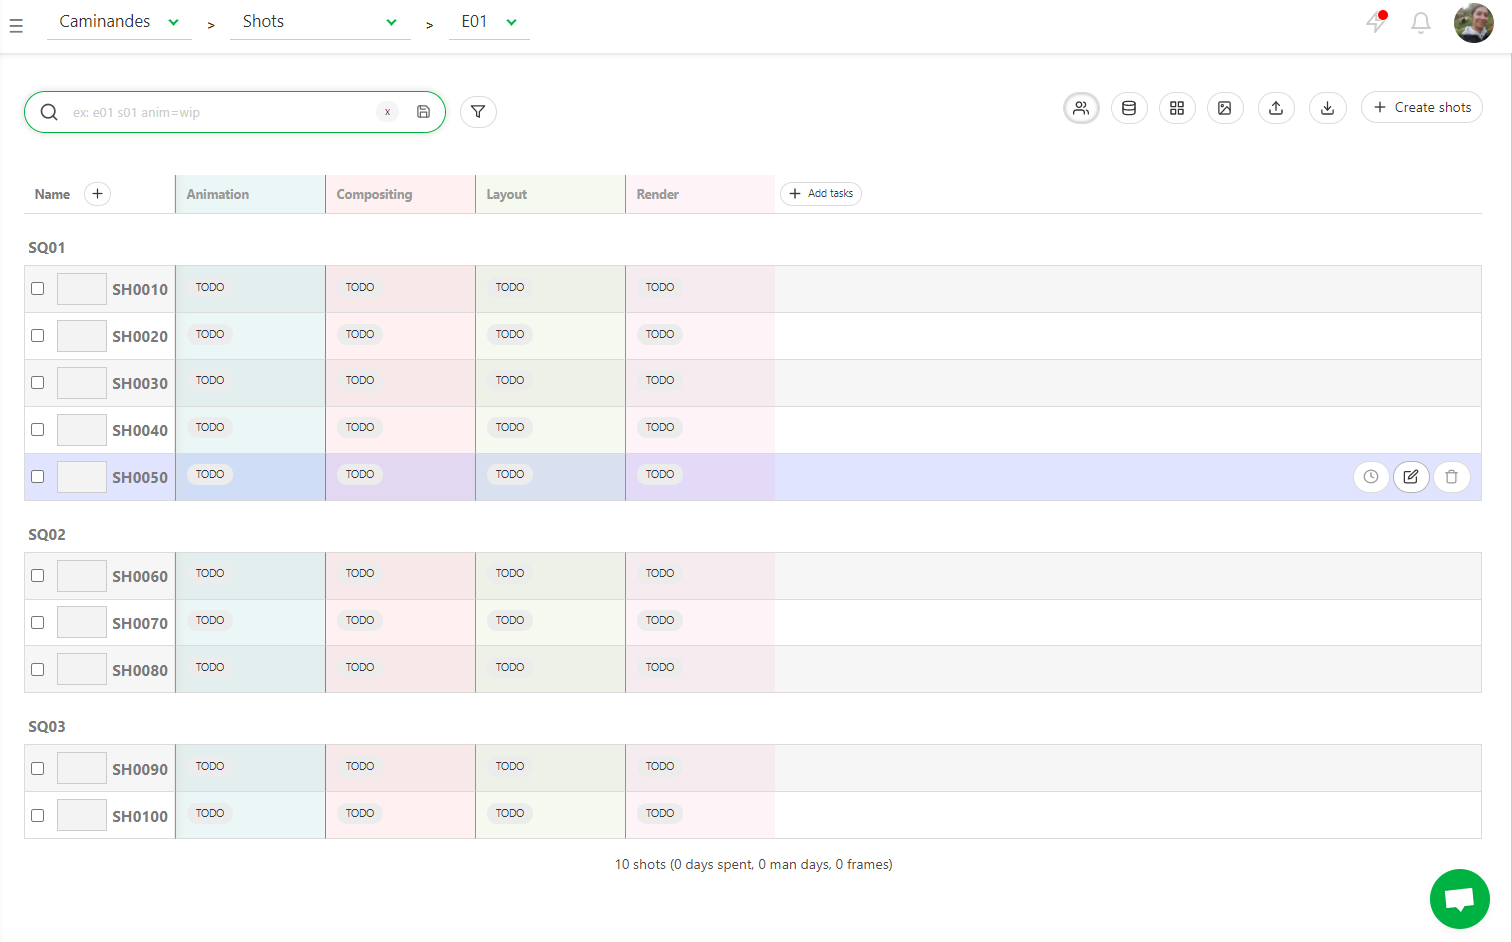 Caminandes > Shots > E01
ex: e01 s01 anim=wip x
Create shots
Name Animation Compositing Layout Render Add tasks
SQ01
SH0010 TODO TODO TODO TODO
SH0020 TODO TODO TODO TODO
SH0030 TODO TODO TODO TODO
SH0040 TODO TODO TODO TODO
SH0050 TODO TODO TODO TODO
SQ02
SH0060 TODO TODO TODO TODO
SH0070 TODO TODO TODO TODO
SH0080 TODO TODO TODO TODO
SQ03
SH0090 TODO TODO TODO TODO
SH0100 TODO TODO TODO TODO
10 shots (0 days spent, 0 man days, 0 frames)